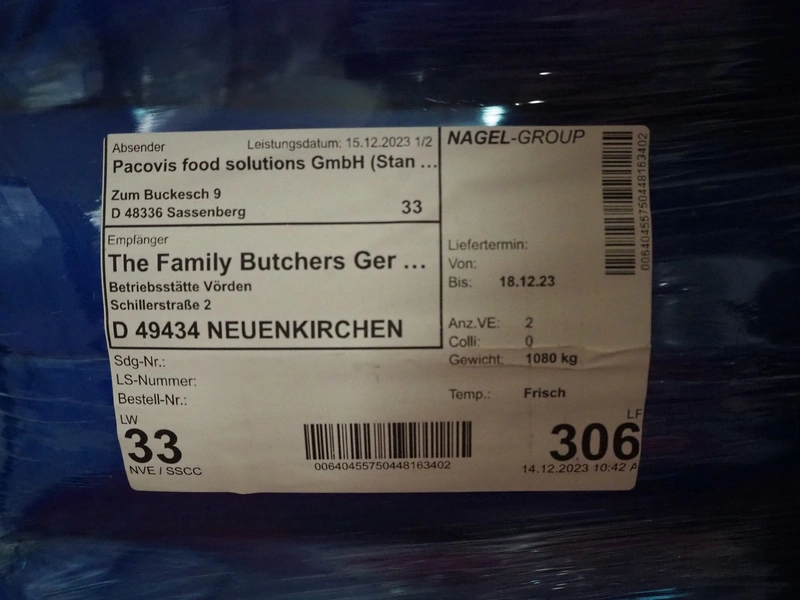 Absender
Leistungsdatum: 15.12.2023 1/2
Pacovis food solutions GmbH (Stan ...
Zum Buckesch 9
D 48336 Sassenberg
33
Empfänger
The Family Butchers Ger ...
Betriebsstätte Vörden
Schillerstraße 2
D 49434 NEUENKIRCHEN
Sdg-Nr.:
LS-Nummer:
Bestell-Nr.:
LW
33
NVE / SSCC
00640455750448163402
NAGEL-GROUP
00640455750448163402
Liefertermin:
Von:
Bis: 18.12.23
Anz.VE: 2
Colli: 0
Gewicht: 1080 kg
Temp.: Frisch
LF
306
14.12.2023 10:42 A